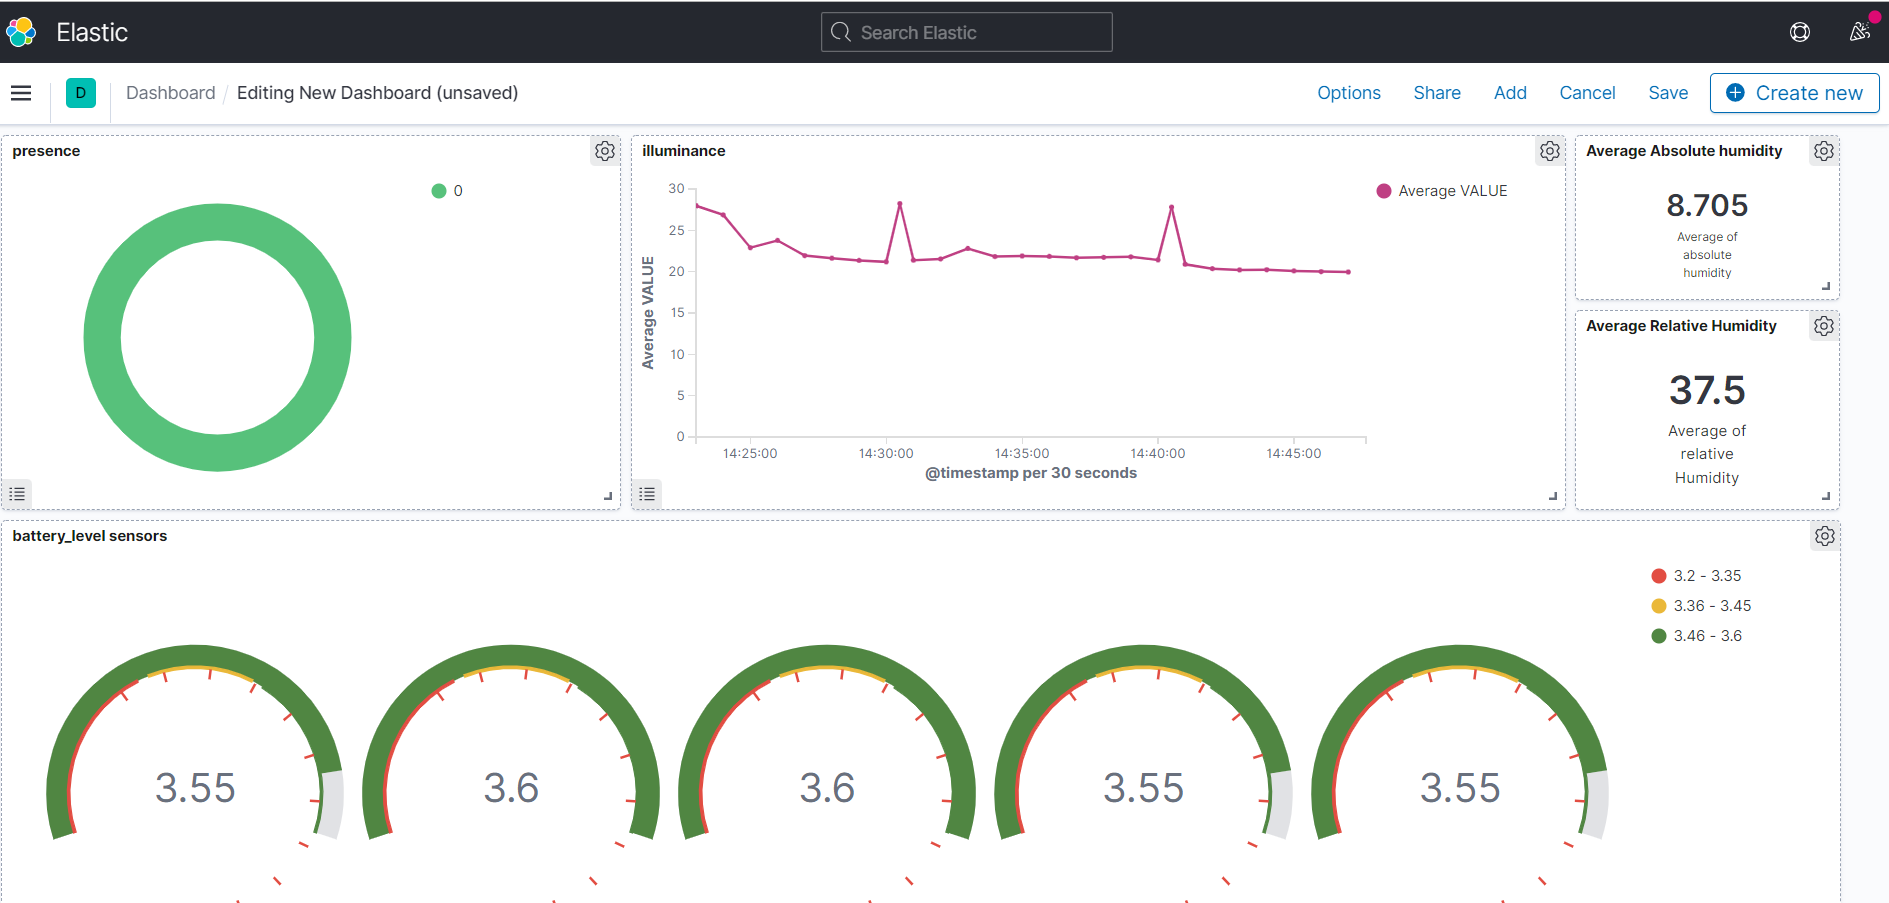 Elastic
Search Elastic
D
Dashboard / Editing New Dashboard (unsaved)
Options Share Add Cancel Save Create new
presence
0
illuminance
Average VALUE
30
25
20
15
10
5
0
Average VALUE
14:25:00 14:30:00 14:35:00 14:40:00 14:45:00
@timestamp per 30 seconds
Average Absolute humidity
8.705
Average of
absolute
humidity
Average Relative Humidity
37.5
Average of
relative
Humidity
battery_level sensors
3.2 - 3.35
3.36 - 3.45
3.46 - 3.6
3.55 3.6 3.6 3.55 3.55